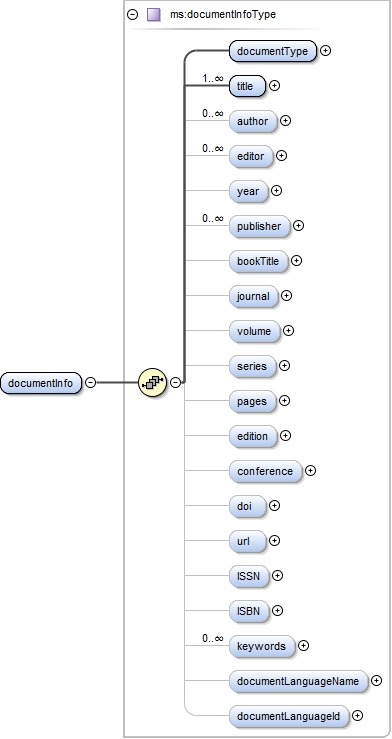 ms:documentInfoType
documentType
1..∞
title
0..∞
author
0..∞
editor
year
0..∞
publisher
bookTitle
journal
volume
series
documentInfo
pages
edition
conference
doi
url
ISSN
ISBN
0..∞
keywords
documentLanguageName
documentLanguageId